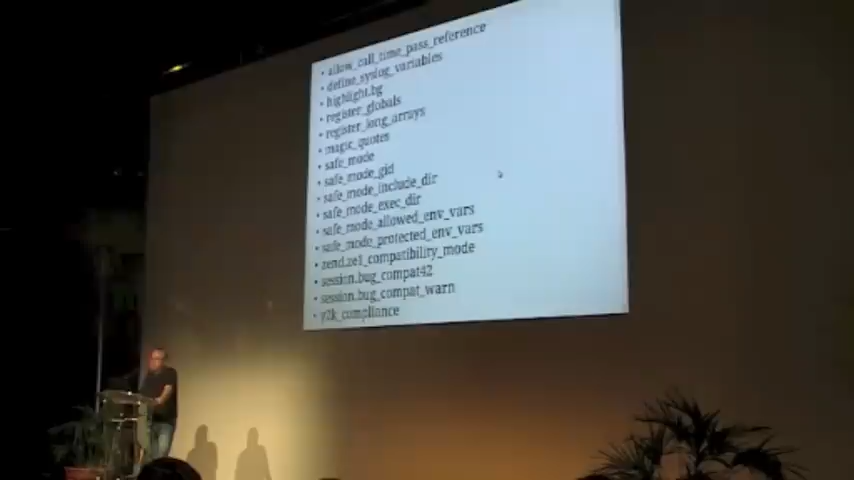 • allow_call_time_pass_reference
• define_syslog_variables
• highlight.bg
• register_globals
• register_long_arrays
• magic_quotes
• safe_mode
• safe_mode_gid
• safe_mode_include_dir
• safe_mode_exec_dir
• safe_mode_allowed_env_vars
• safe_mode_protected_env_vars
• zend.ze1_compatibility_mode
• session.bug_compat42
• session.bug_compat_warn
• y2k_compliance